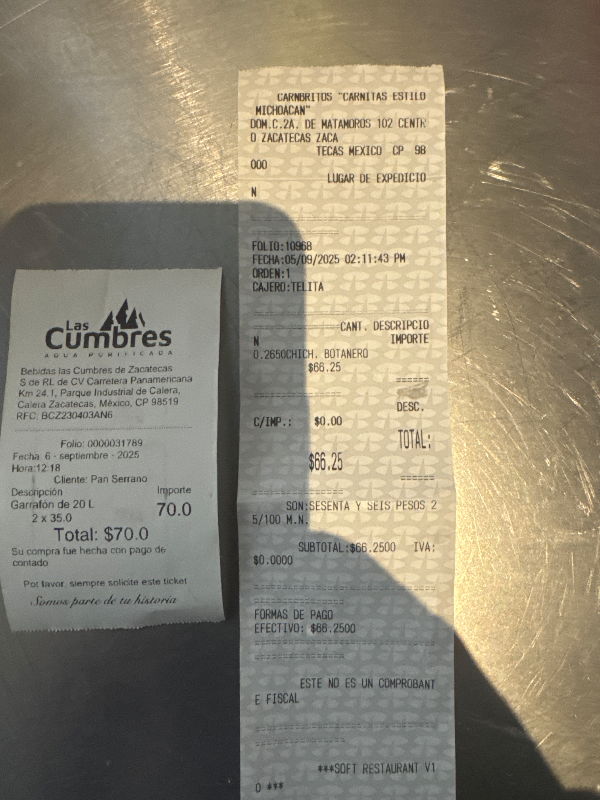 Las
Cumbres
AGUA PURIFICADA
Bebidas las Cumbres de Zacatecas
S de RL de CV Carretera Panamericana
Km 24.1, Parque Industrial de Calera,
Calera Zacatecas, México, CP 98519
RFC: BCZ230403AN6
Folio: 0000031789
Fecha 6 - septiembre - 2025
Hora:12:18
Cliente: Pan Serrano
Descripción Importe
Garrafón de 20 L 70.0
2 x 35.0
Total: $70.0
Su compra fue hecha con pago de
contado
Por favor, siempre solicite este ticket
Somos parte de tu historia
CARNBRITOS "CARNITAS ESTILO
MICHOACAN"
DOM.C.2A. DE MATAMOROS 102 CENTR
O ZACATECAS ZACA
TECAS MEXICO CP 98
000
LUGAR DE EXPEDICIO
N
FOLIO:10968
FECHA:05/09/2025 02:11:43 PM
ORDEN:1
CAJERO:TELITA
CANT. DESCRIPCIO
N IMPORTE
0.2650CHICH. BOTANERO
$66.25
DESC.
C/IMP.: $0.00
TOTAL:
$66.25
SON:SESENTA Y SEIS PESOS 2
5/100 M.N.
SUBTOTAL:$66.2500 IVA:
$0.0000
FORMAS DE PAGO
EFECTIVO: $66.2500
ESTE NO ES UN COMPROBANT
E FISCAL
***SOFT RESTAURANT V1
0 ***